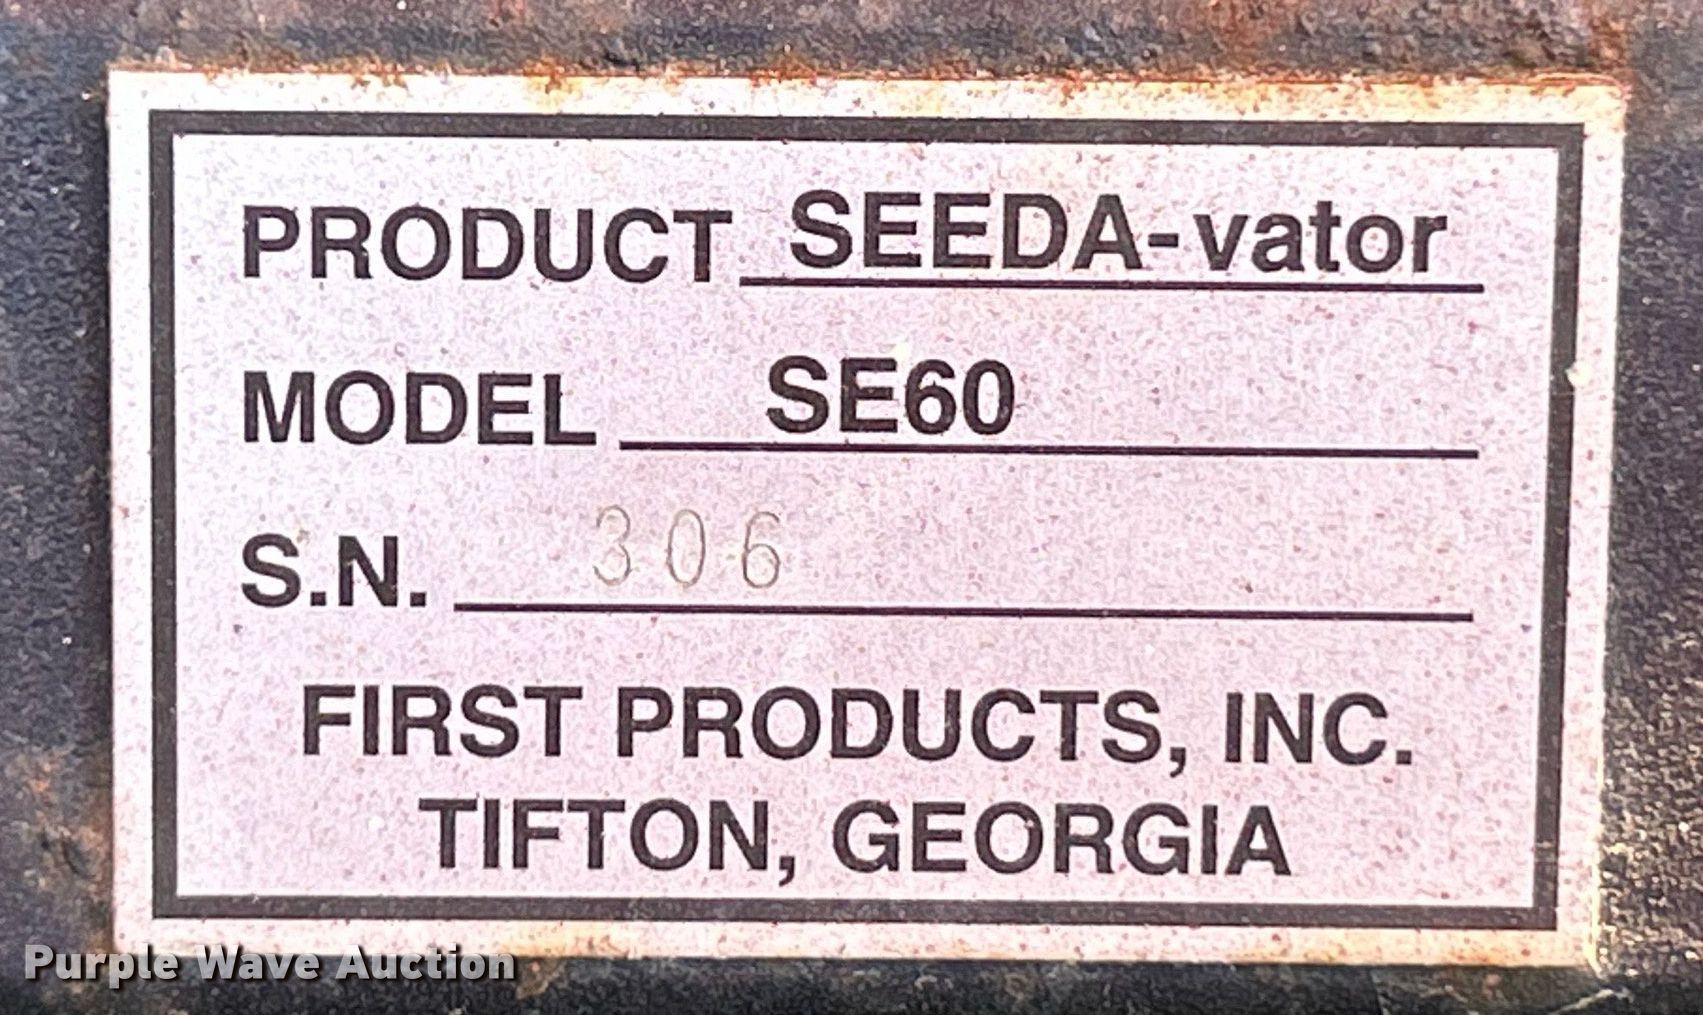 PRODUCT SEEDA-vator
MODEL SE60
S.N. 306
FIRST PRODUCTS, INC.
TIFTON, GEORGIA
Purple Wave Auction